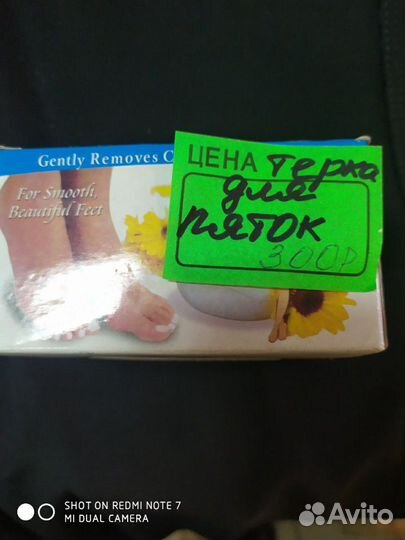 Gently Removes C
For Smooth,
Beautiful Feet
ЦЕНА терка
для
пяток
300р
SHOT ON REDMI NOTE 7
MI DUAL CAMERA
Avito